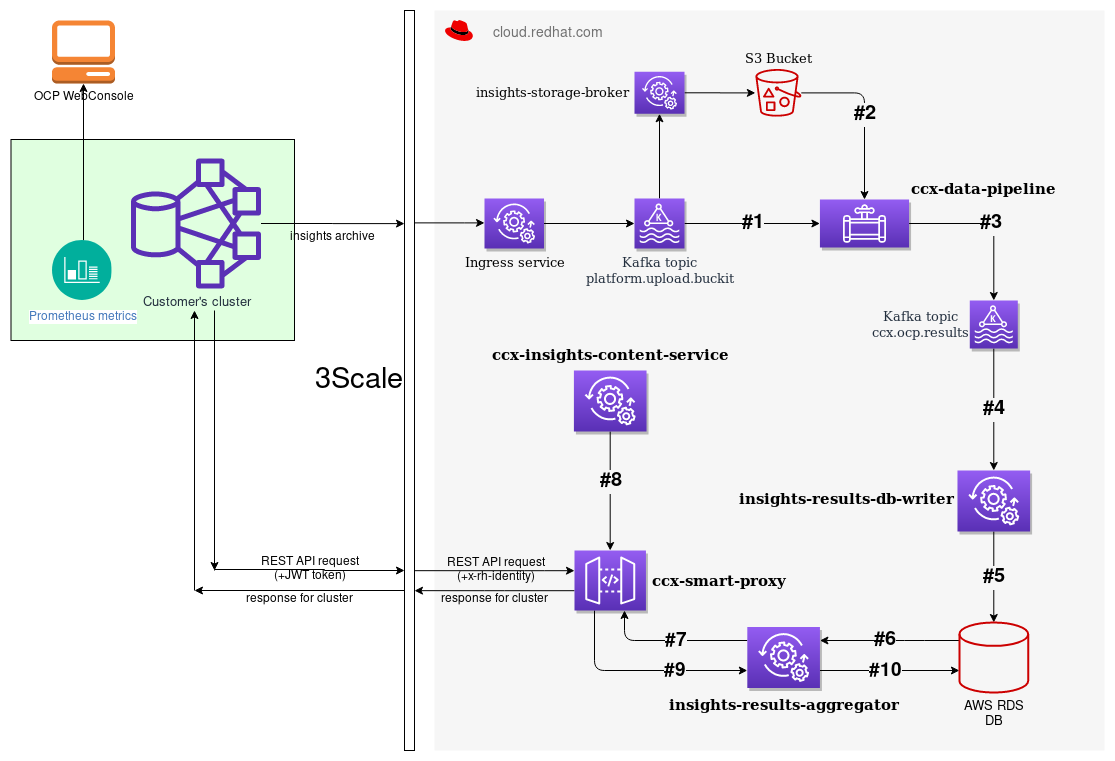 cloud.redhat.com
S3 Bucket
OCP WebConsole
insights-storage-broker
#2
ccx-data-pipeline
#1
#3
insights archive
Ingress service
Kafka topic
platform.upload.buckit
K
Customer's cluster
Prometheus metrics
Kafka topic
ccx.ocp.results
K
ccx-insights-content-service
3Scale
#4
#8
insights-results-db-writer
REST API request
(+JWT token)
response for cluster
REST API request
(+x-rh-identity)
response for cluster
</>
ccx-smart-proxy
#5
#7
#6
#9
#10
insights-results-aggregator
AWS RDS
DB